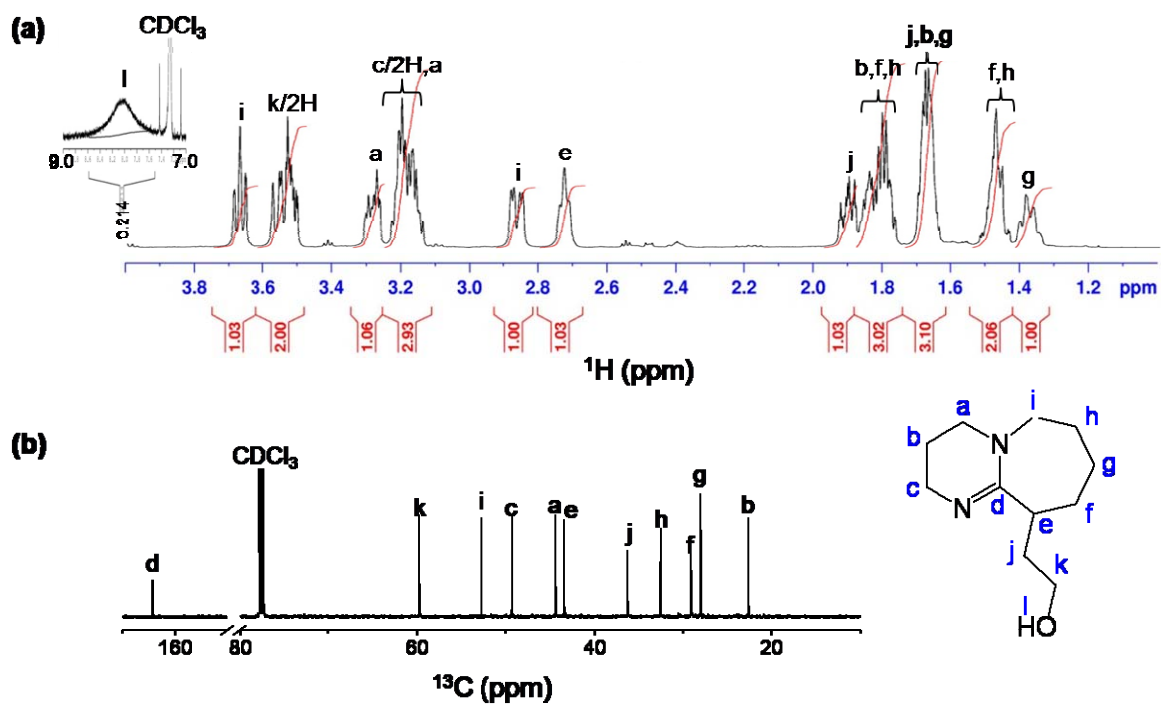 (a)
CDCl3
l
9.0
7.0
0.214
i
k/2H
a
c/2H,a
i
e
j
b,f,h
j,b,g
f,h
g
3.8 3.6 3.4 3.2 3.0 2.8 2.6 2.4 2.2 2.0 1.8 1.6 1.4 1.2 ppm
1.03 2.00 1.06 2.93 1.00 1.03 1.03 3.02 3.10 2.06 1.00
1H (ppm)
(b)
CDCl3
d
k
i
c
a
e
j
h
f
g
b
160 80 60 40 20
13C (ppm)
a
i
h
b
N
g
c
N
d
e
f
j
k
l
HO